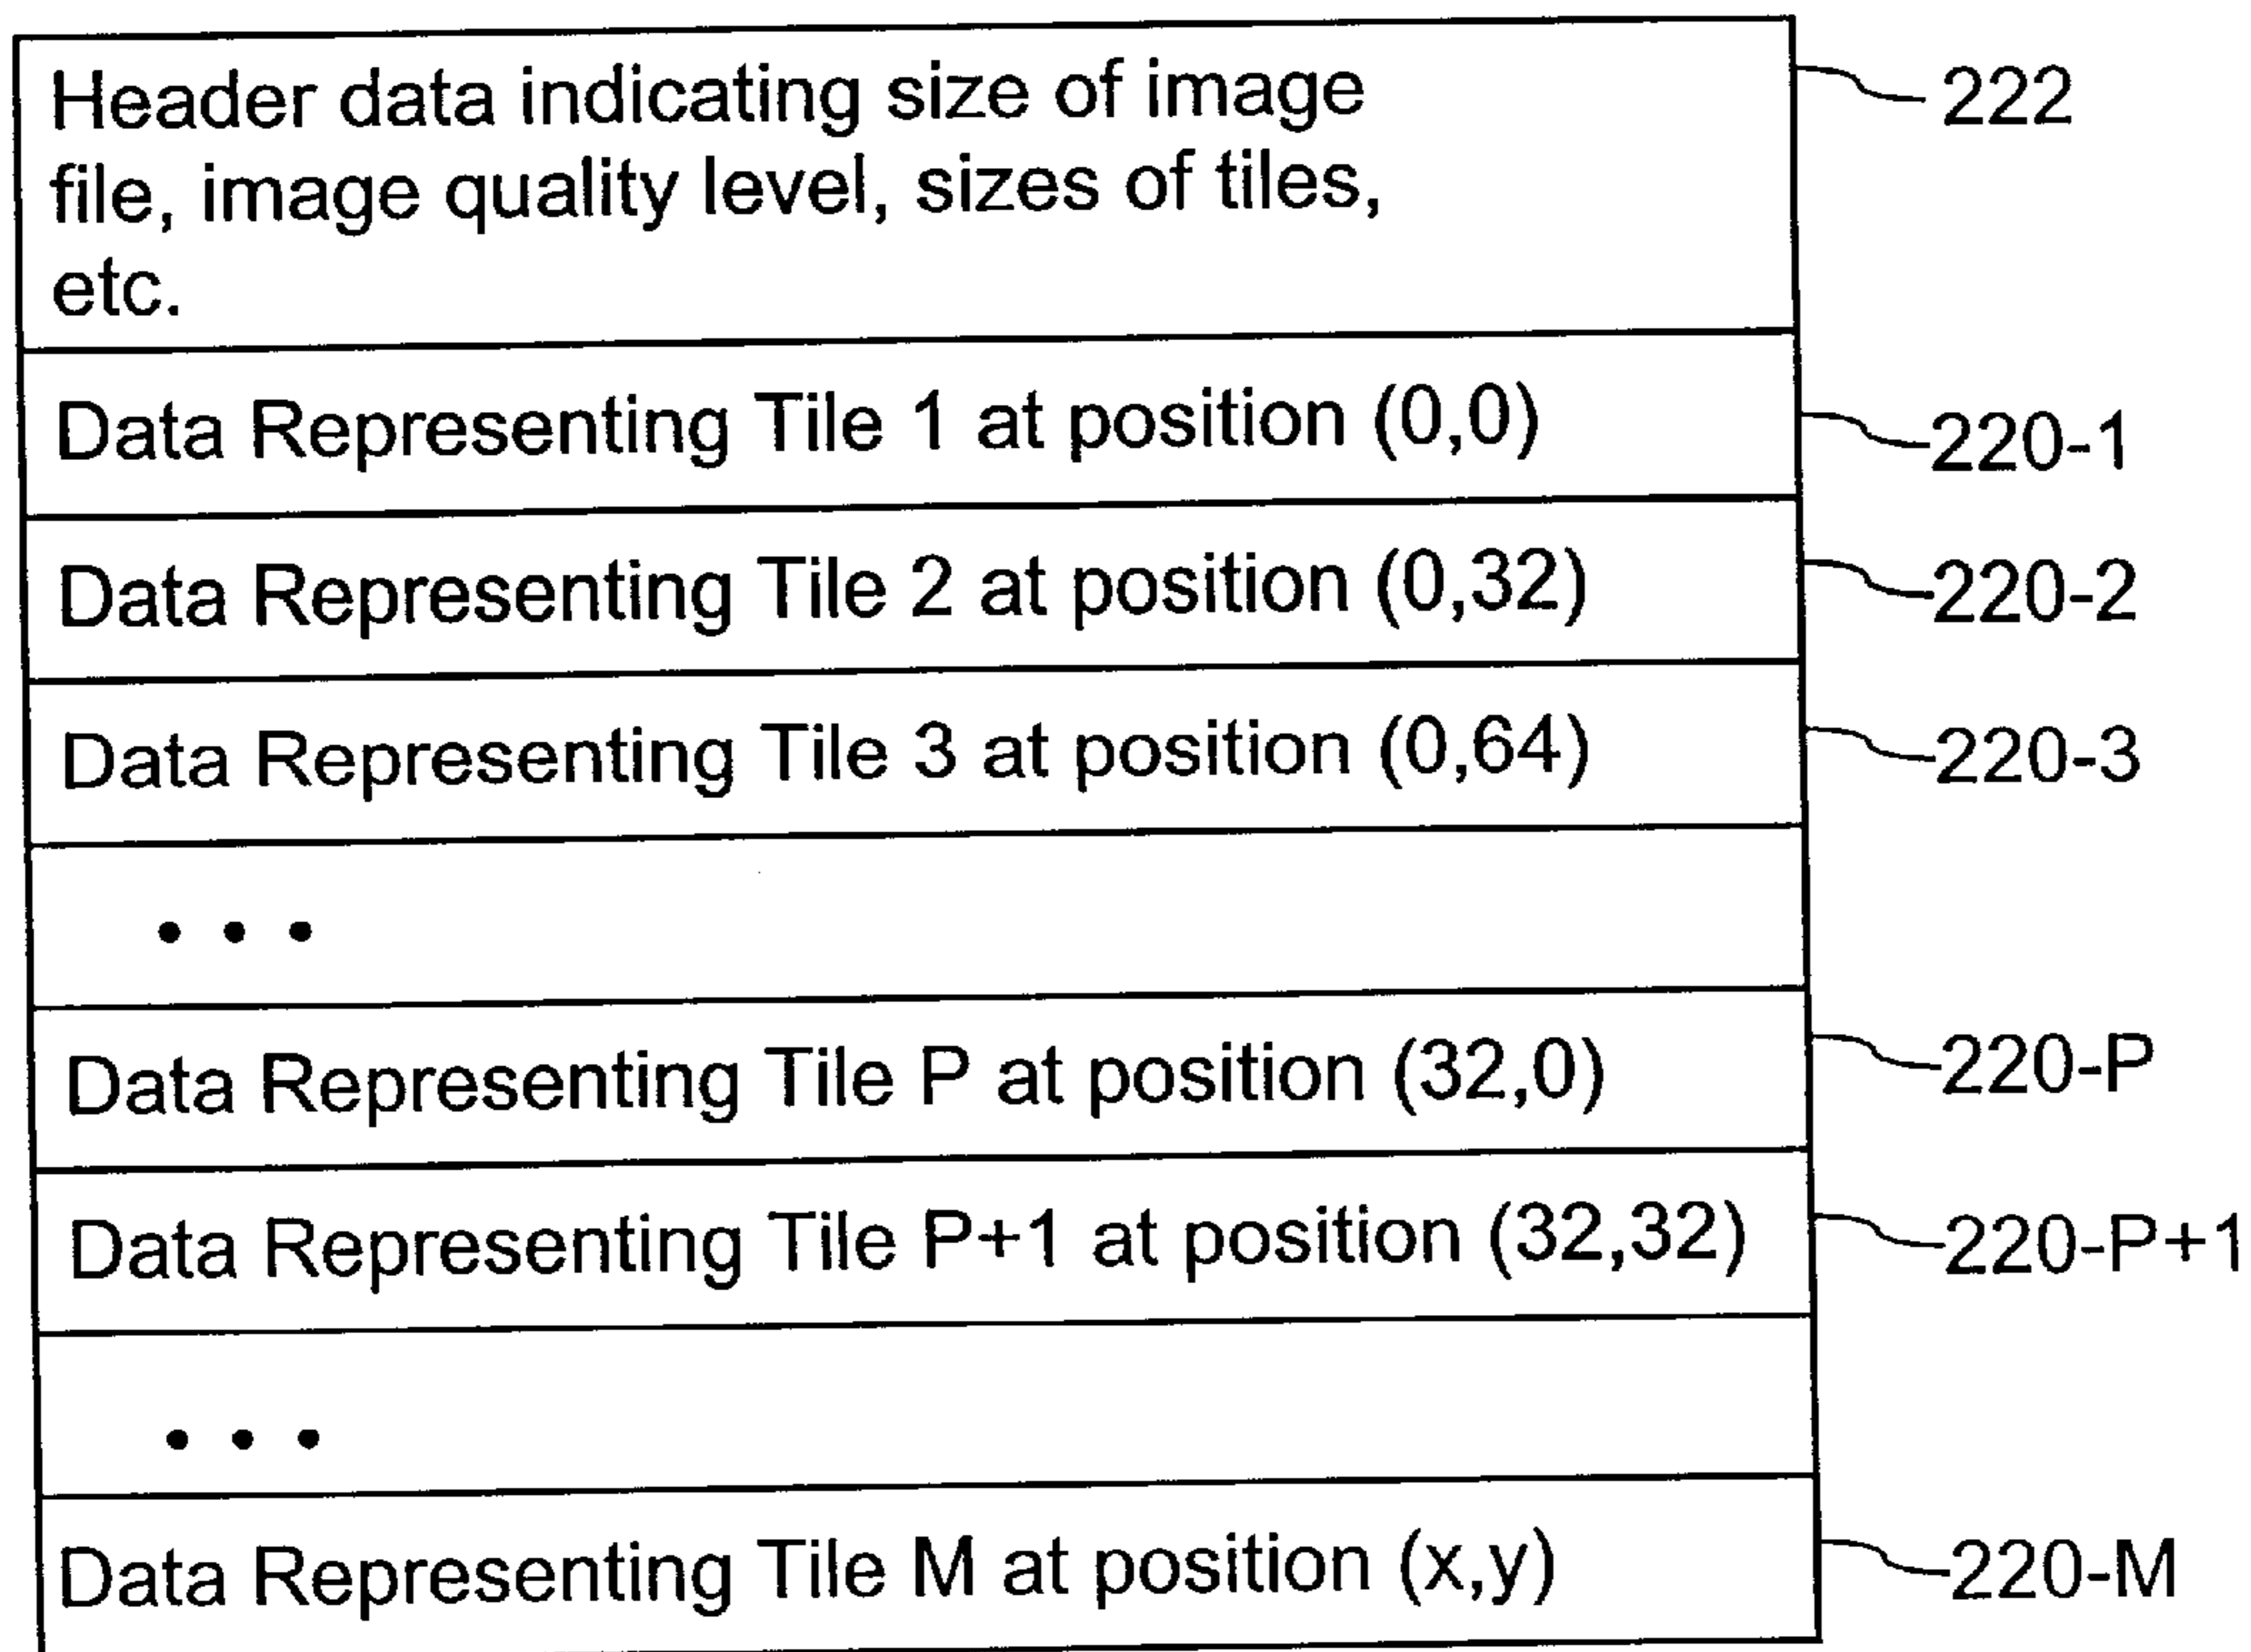 Header data indicating size of image 222
file, image quality level, sizes of tiles,
etc.
Data Representing Tile 1 at position (0,0) 220-1
Data Representing Tile 2 at position (0,32) 220-2
Data Representing Tile 3 at position (0,64) 220-3
• • •
Data Representing Tile P at position (32,0) 220-P
Data Representing Tile P+1 at position (32,32) 220-P+1
• • •
Data Representing Tile M at position (x,y) 220-M